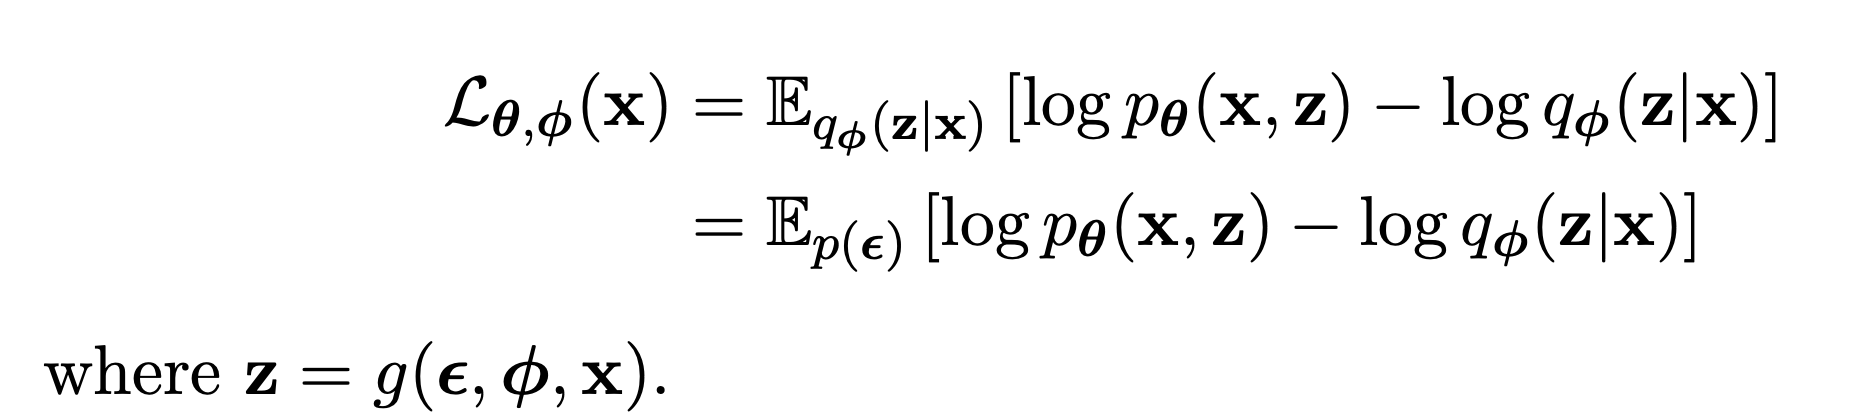 ℒ_{θ,ϕ}(x) = 𝔼_{q_ϕ(z|x)} [log p_θ(x, z) − log q_ϕ(z|x)]
= 𝔼_{p(ϵ)} [log p_θ(x, z) − log q_ϕ(z|x)]
where z = g(ϵ, ϕ, x).